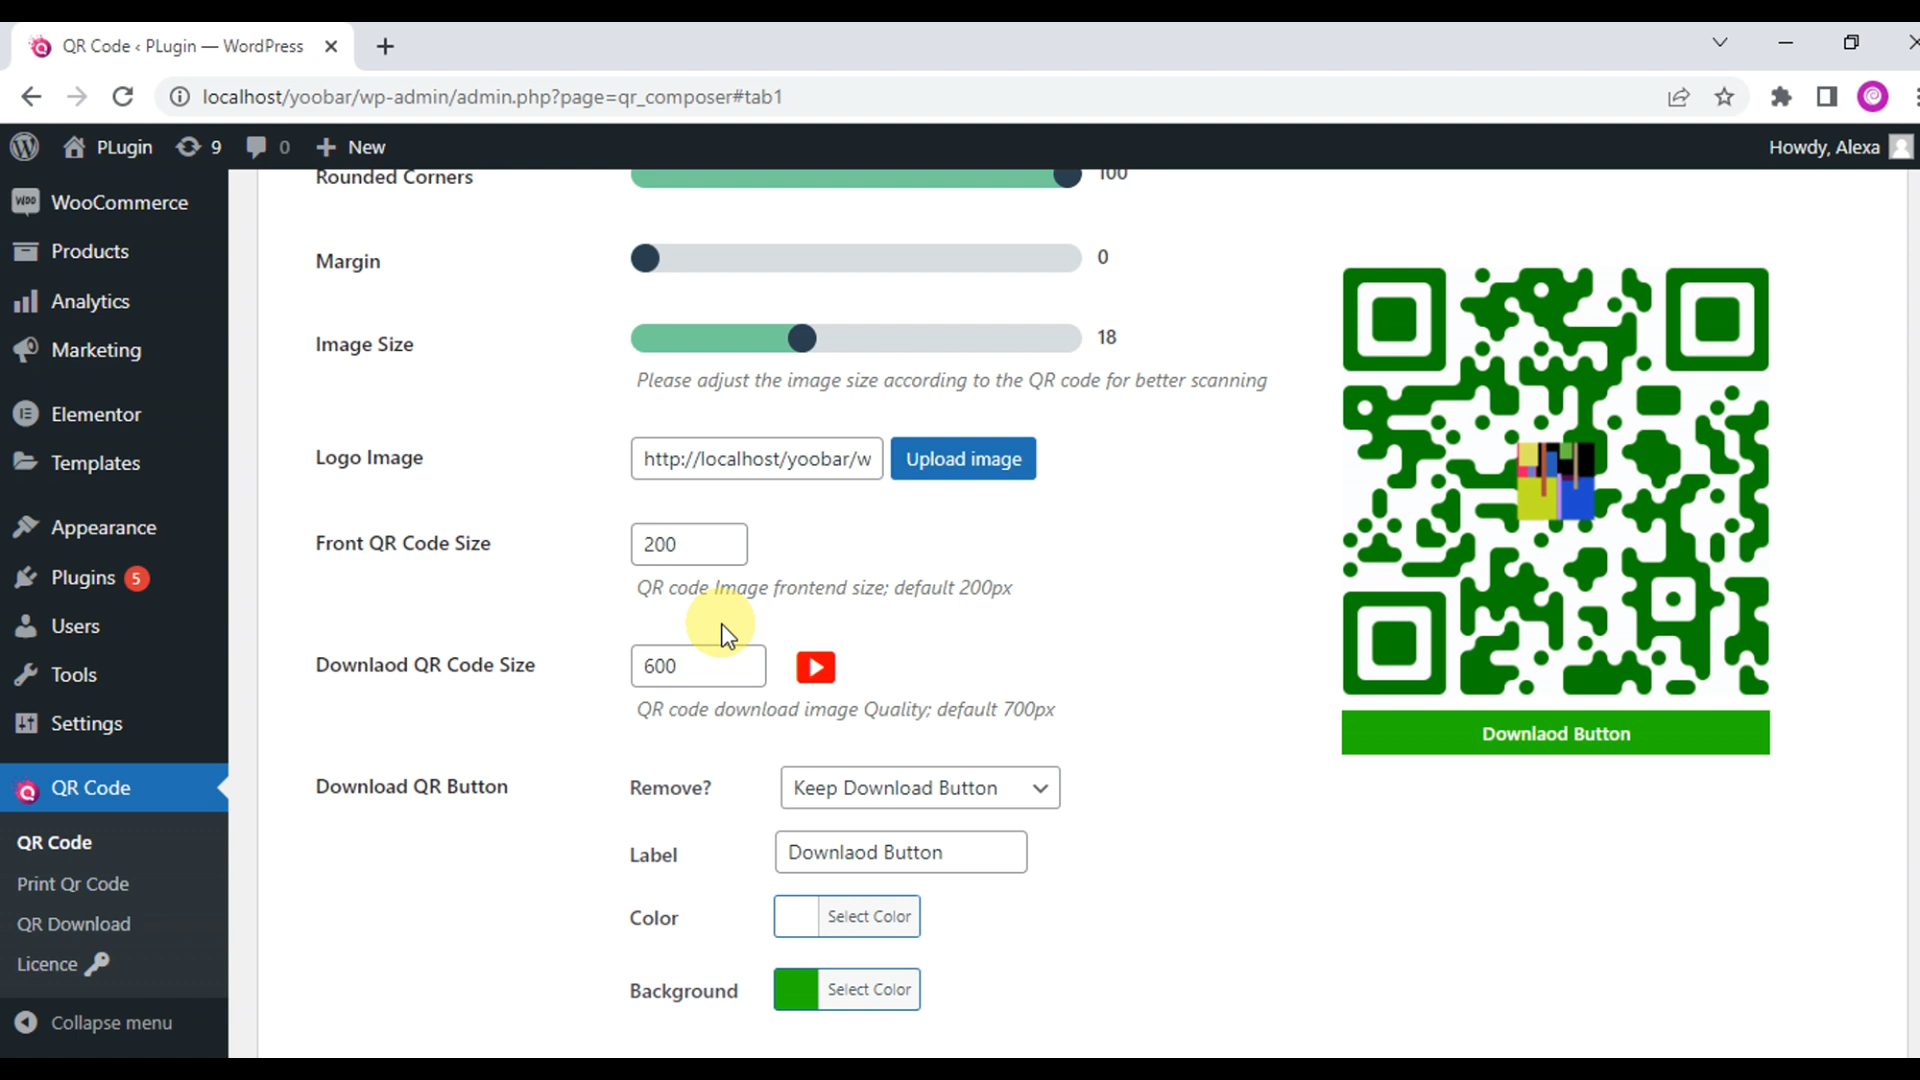 QR Code ‹ PLugin — WordPress
localhost/yoobar/wp-admin/admin.php?page=qr_composer#tab1
PLugin 9 0 New
Howdy, Alexa
WooCommerce
Products
Analytics
Marketing
Elementor
Templates
Appearance
Plugins 5
Users
Tools
Settings
QR Code
QR Code
Print Qr Code
QR Download
Licence
Collapse menu
Rounded Corners 100
Margin 0
Image Size 18
Please adjust the image size according to the QR code for better scanning
Logo Image http://localhost/yoobar/w Upload image
Front QR Code Size 200
QR code Image frontend size; default 200px
Downlaod QR Code Size 600
QR code download image Quality; default 700px
Download QR Button Remove? Keep Download Button
Label Downlaod Button
Color Select Color
Background Select Color
Downlaod Button